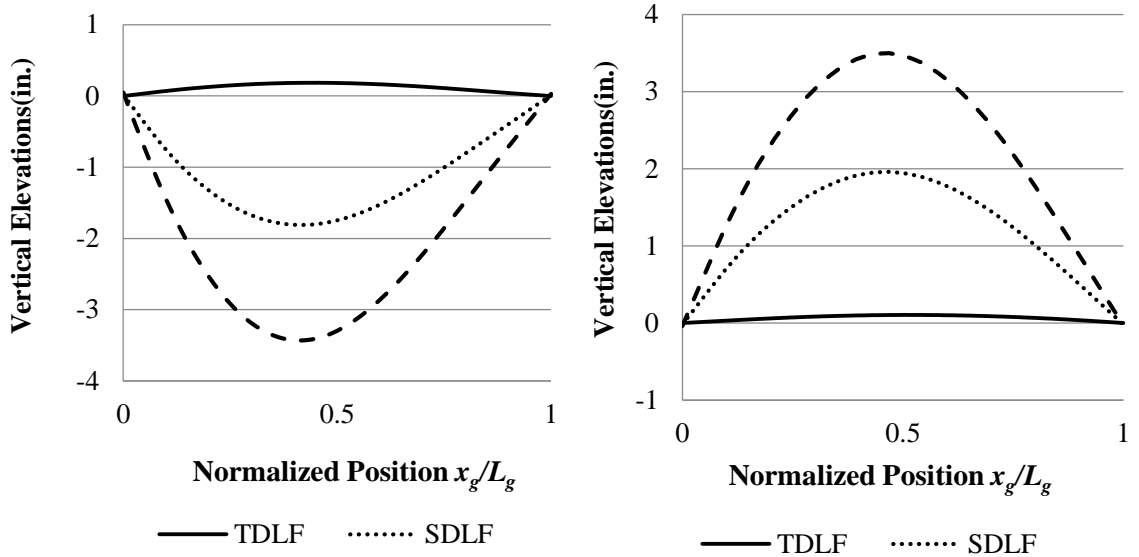 1
0
-1
-2
-3
-4
Vertical Elevations(in.)
0 0.5 1
Normalized Position xg/Lg
TDLF SDLF
4
3
2
1
0
-1
Vertical Elevations(in.)
0 0.5 1
Normalized Position xg/Lg
TDLF SDLF